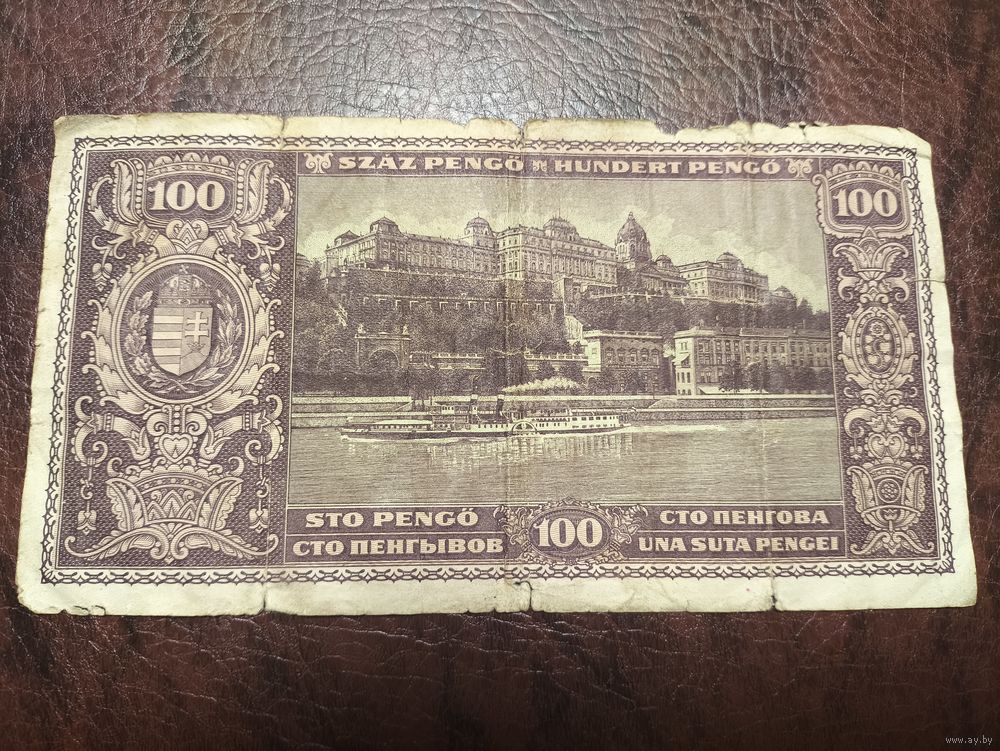 SZÁZ PENGŐ HUNDERT PENGŐ
100
100
STO PENGŐ
СТО ПЕНГОВА
100
СТО ПЕНГЫВОВ
UNA SUTA PENGEI
www.ay.by